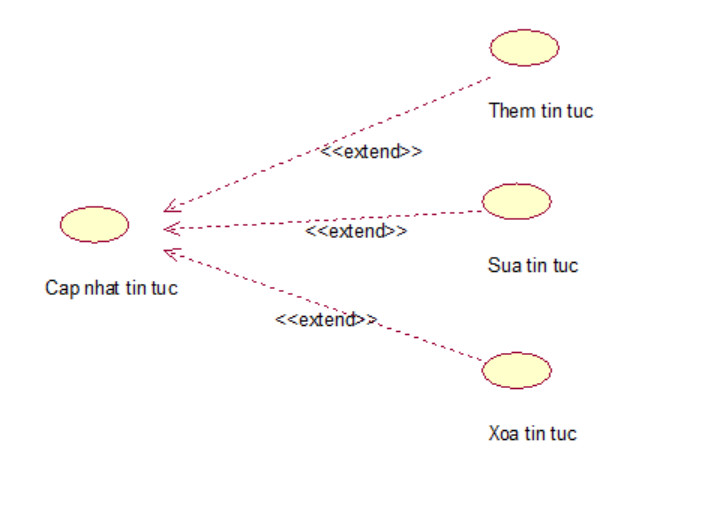 Them tin tuc
<<extend>>
<<extend>>
Sua tin tuc
Cap nhat tin tuc
<<extend>>
Xoa tin tuc